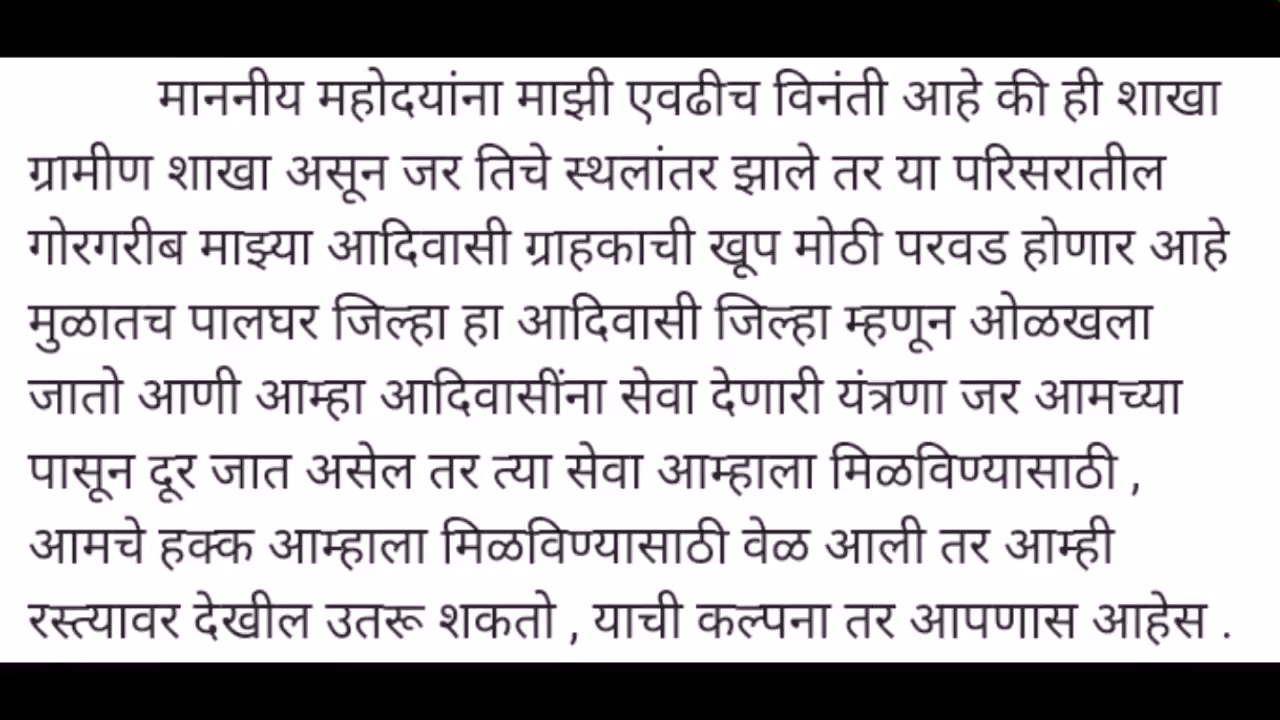 माननीय महोदयांना माझी एवढीच विनंती आहे की ही शाखा
ग्रामीण शाखा असून जर तिचे स्थलांतर झाले तर या परिसरातील
गोरगरीब माझ्या आदिवासी ग्राहकाची खूप मोठी परवड होणार आहे
मुळातच पालघर जिल्हा हा आदिवासी जिल्हा म्हणून ओळखला
जातो आणी आम्हा आदिवासींना सेवा देणारी यंत्रणा जर आमच्या
पासून दूर जात असेल तर त्या सेवा आम्हाला मिळविण्यासाठी ,
आमचे हक्क आम्हाला मिळविण्यासाठी वेळ आली तर आम्ही
रस्त्यावर देखील उतरू शकतो , याची कल्पना तर आपणास आहेस .